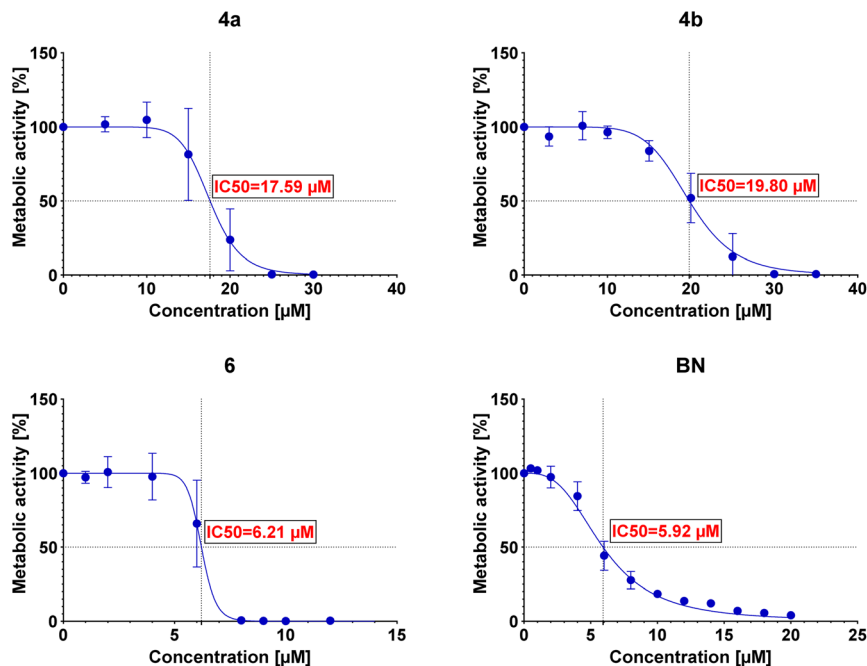 4a
Metabolic activity [%]
150
100
50
0
IC50=17.59 µM
0 10 20 30 40
Concentration [µM]
4b
Metabolic activity [%]
150
100
50
0
IC50=19.80 µM
0 10 20 30 40
Concentration [µM]
6
Metabolic activity [%]
150
100
50
0
IC50=6.21 µM
0 5 10 15
Concentration [µM]
BN
Metabolic activity [%]
150
100
50
0
IC50=5.92 µM
0 5 10 15 20 25
Concentration [µM]